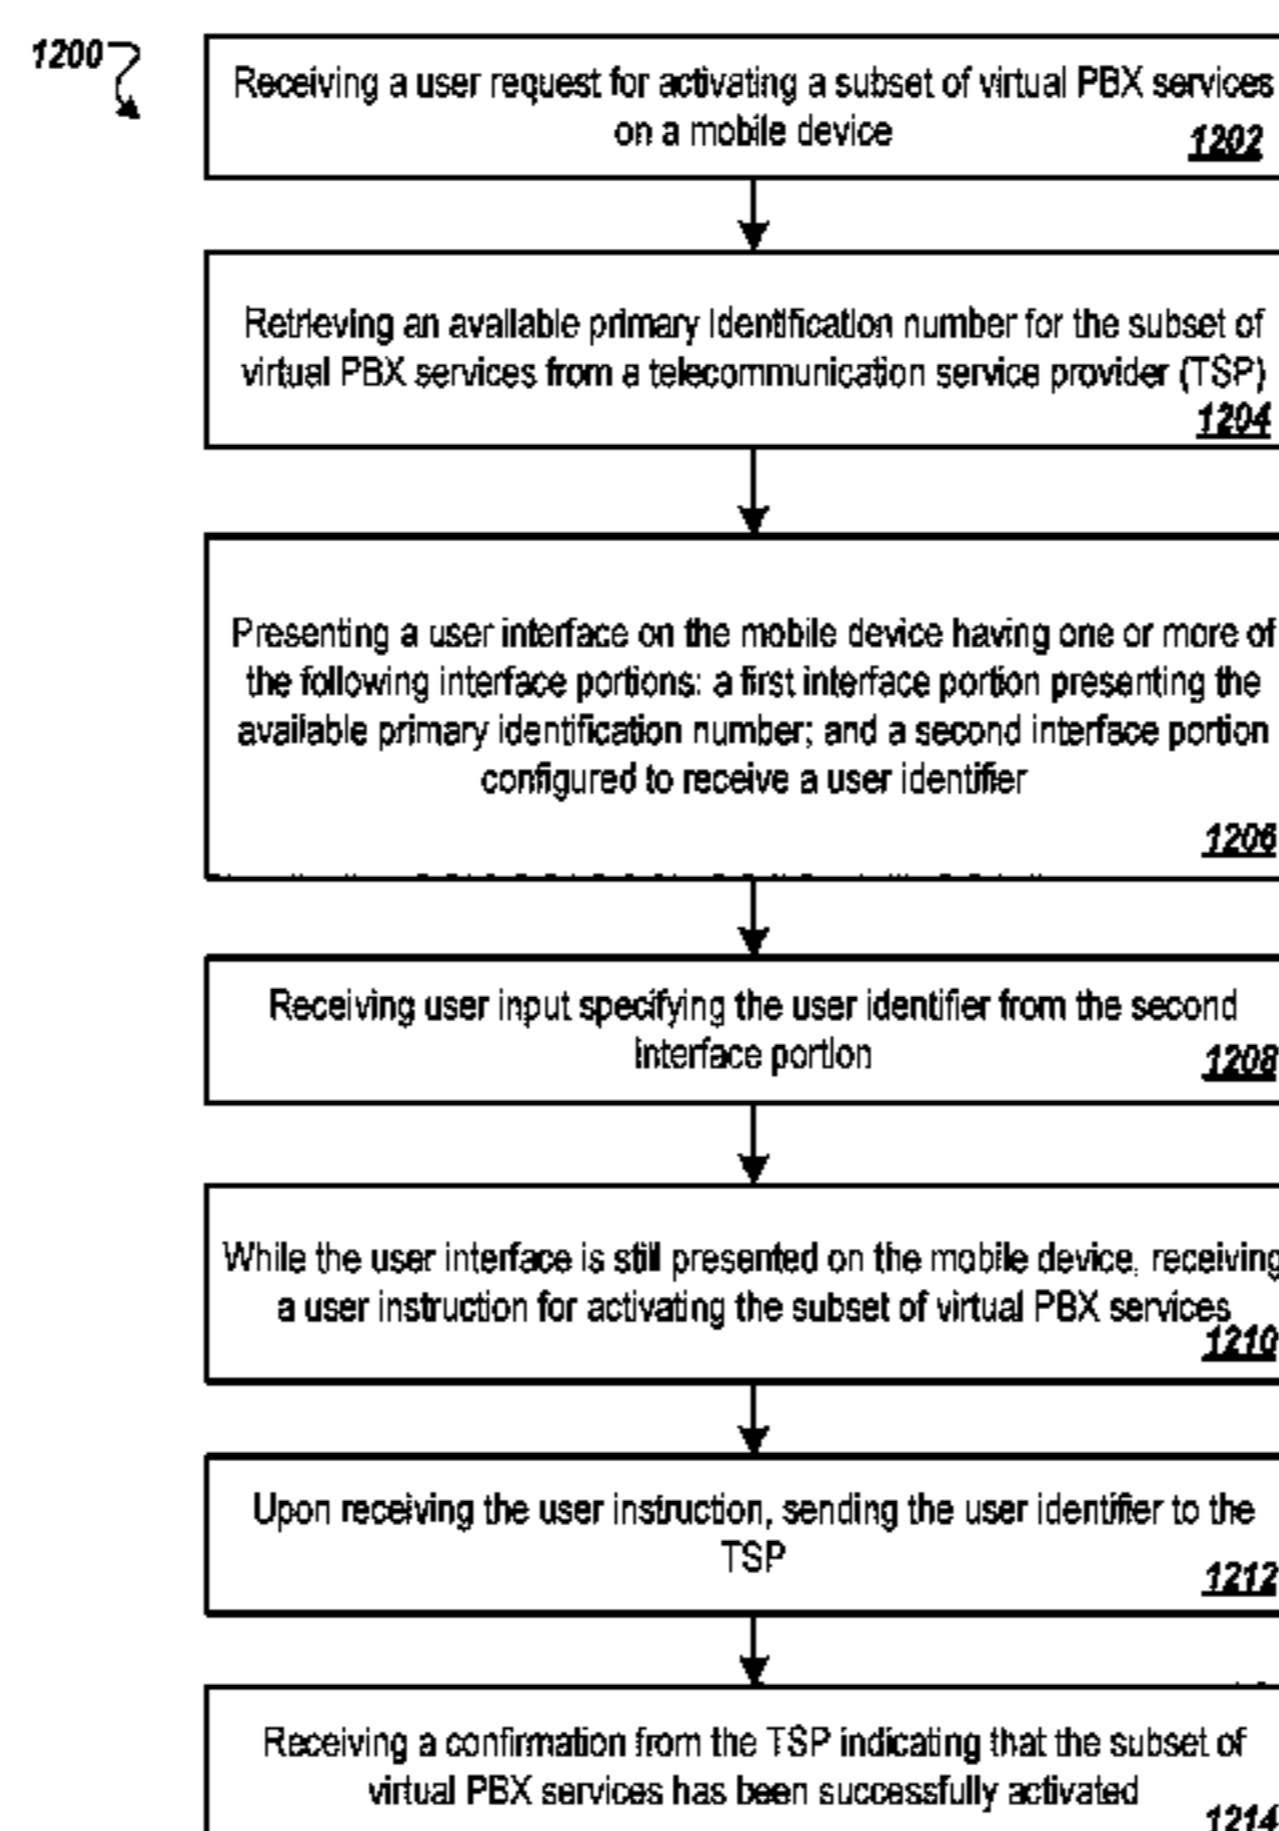 1200
Receiving a user request for activating a subset of virtual PBX services
on a mobile device
1202
Retrieving an available primary identification number for the subset of
virtual PBX services from a telecommunication service provider (TSP)
1204
Presenting a user interface on the mobile device having one or more of
the following interface portions: a first interface portion presenting the
available primary identification number; and a second interface portion
configured to receive a user identifier
1206
Receiving user input specifying the user identifier from the second
interface portion
1208
While the user interface is still presented on the mobile device, receiving
a user instruction for activating the subset of virtual PBX services
1210
Upon receiving the user instruction, sending the user identifier to the
TSP
1212
Receiving a confirmation from the TSP indicating that the subset of
virtual PBX services has been successfully activated
1214